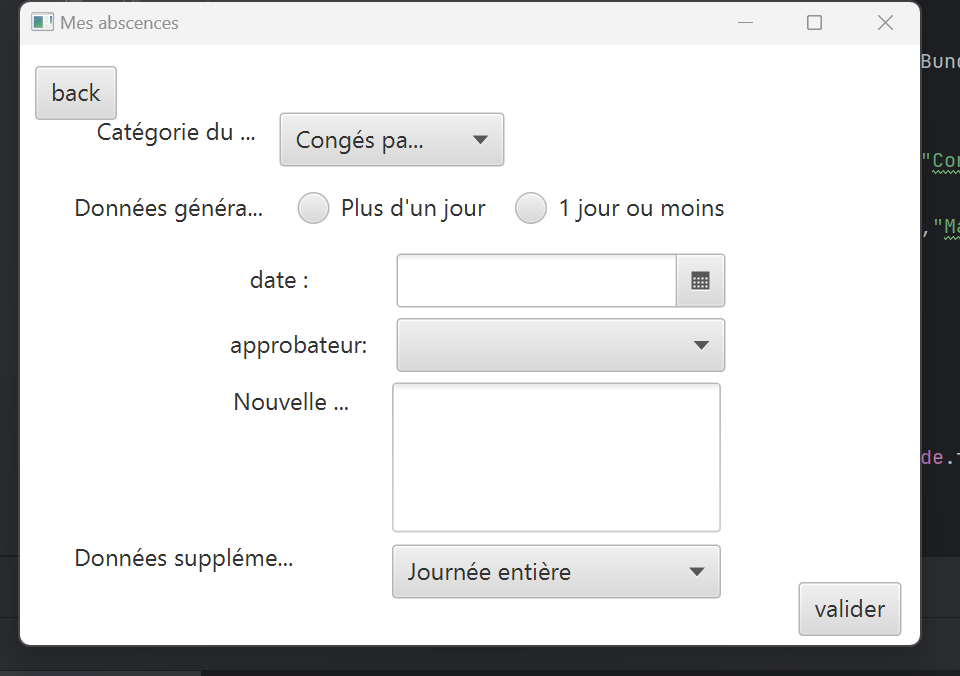 Mes abscences
Bund
back
Catégorie du ...
Congés pa...
"Con
Données généra...
Plus d'un jour
1 jour ou moins
,"Ma
date :
approbateur:
Nouvelle ...
de.
Données suppléme...
Journée entière
valider